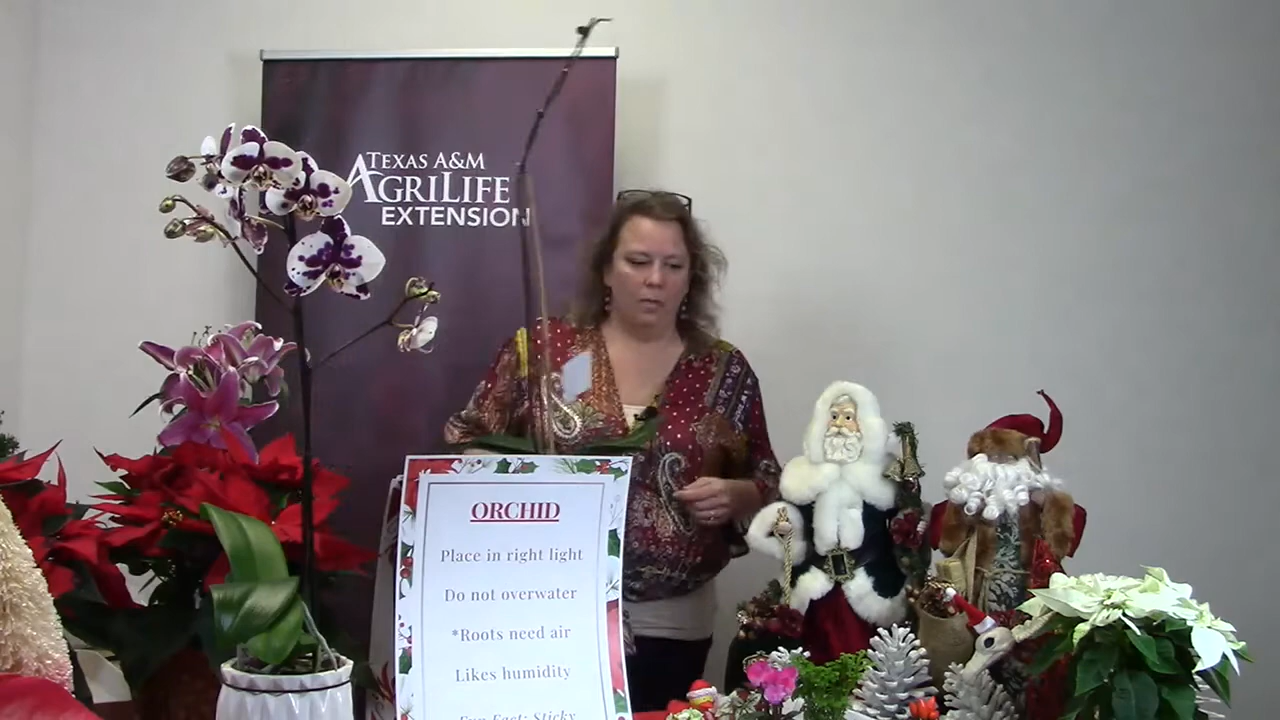 TEXAS A&M
AGRILIFE
EXTENSION
ORCHID
Place in right light
Do not overwater
*Roots need air
Likes humidity
Fun Fact: Sticky